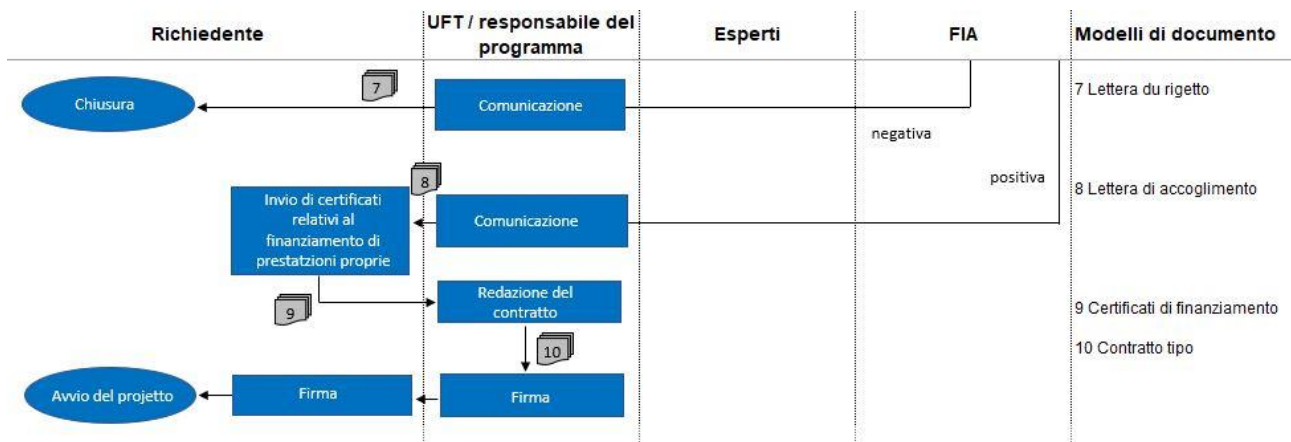 Richiedente
UFT / responsabile del
programma
Esperti
FIA
Modelli di documento
Chiusura
7
Comunicazione
negativa
7 Lettera du rigetto
positiva
8
Invio di certificati
relativi al
finanziamento di
prestatzioni proprie
Comunicazione
8 Lettera di accoglimento
9
Redazione del
contratto
9 Certificati di finanziamento
10
10 Contratto tipo
Avvio del projetto
Firma
Firma